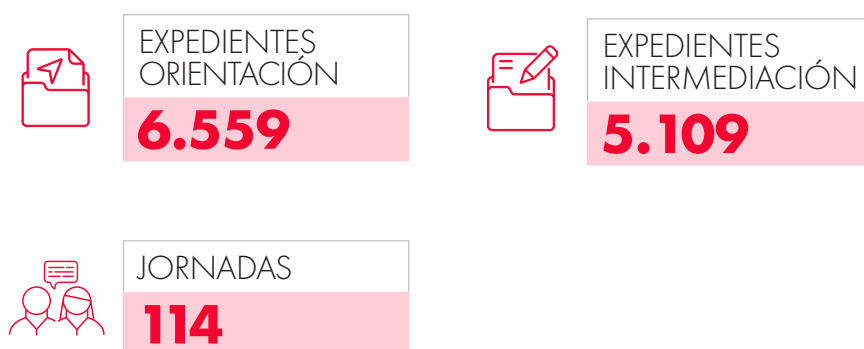 EXPEDIENTES
ORIENTACIÓN
6.559
EXPEDIENTES
INTERMEDIACIÓN
5.109
JORNADAS
114